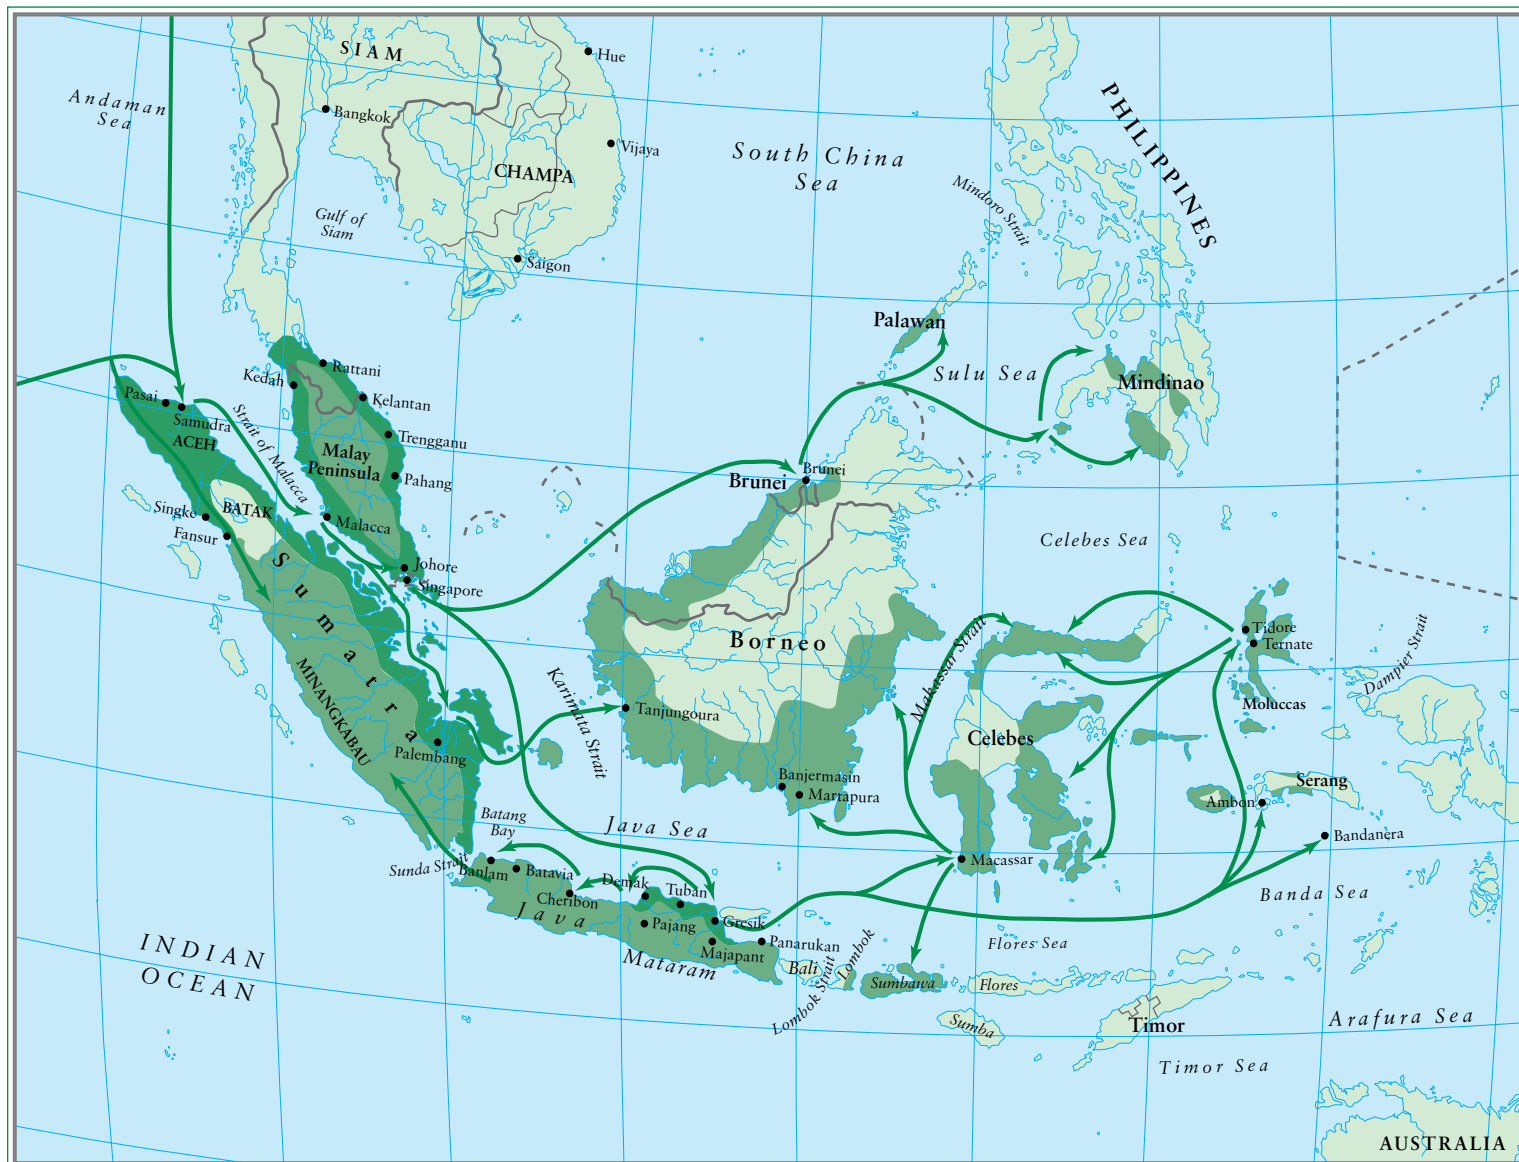 SIAM
Hue
Andaman
Sea
Bangkok
PHILIPPINES
Vijaya
South China
Sea
CHAMPA
Mindoro Strait
Gulf of
Siam
Saigon
Palawan
Rattani
Kedah
Sulu Sea
Mindinao
Pasai
Kelantan
Samudra
Strait of Malacca
ACEH
Trengganu
Malay
Peninsula
Brunei
Pahang
Brunei
Singke
BATAK
Malacca
Fansur
Celebes Sea
Johore
Singapore
Sumatra
Borneo
Makassar Strait
Tidore
Ternate
Dampier Strait
MINANGKABAU
Karimata Strait
Tanjungoura
Moluccas
Palembang
Celebes
Banjermasin
Martapura
Serang
Ambon
Batang
Bay
Java Sea
Bandanera
Sunda Strait
Banlam
Batavia
Macassar
Demak
Tuban
Cheribon
Banda Sea
Java
Pajang
Gresik
INDIAN
OCEAN
Majapant
Panarukan
Flores Sea
Mataram
Bali
Lombok
Lombok Strait
Sumbawa
Flores
Sumba
Timor
Arafura Sea
Timor Sea
AUSTRALIA